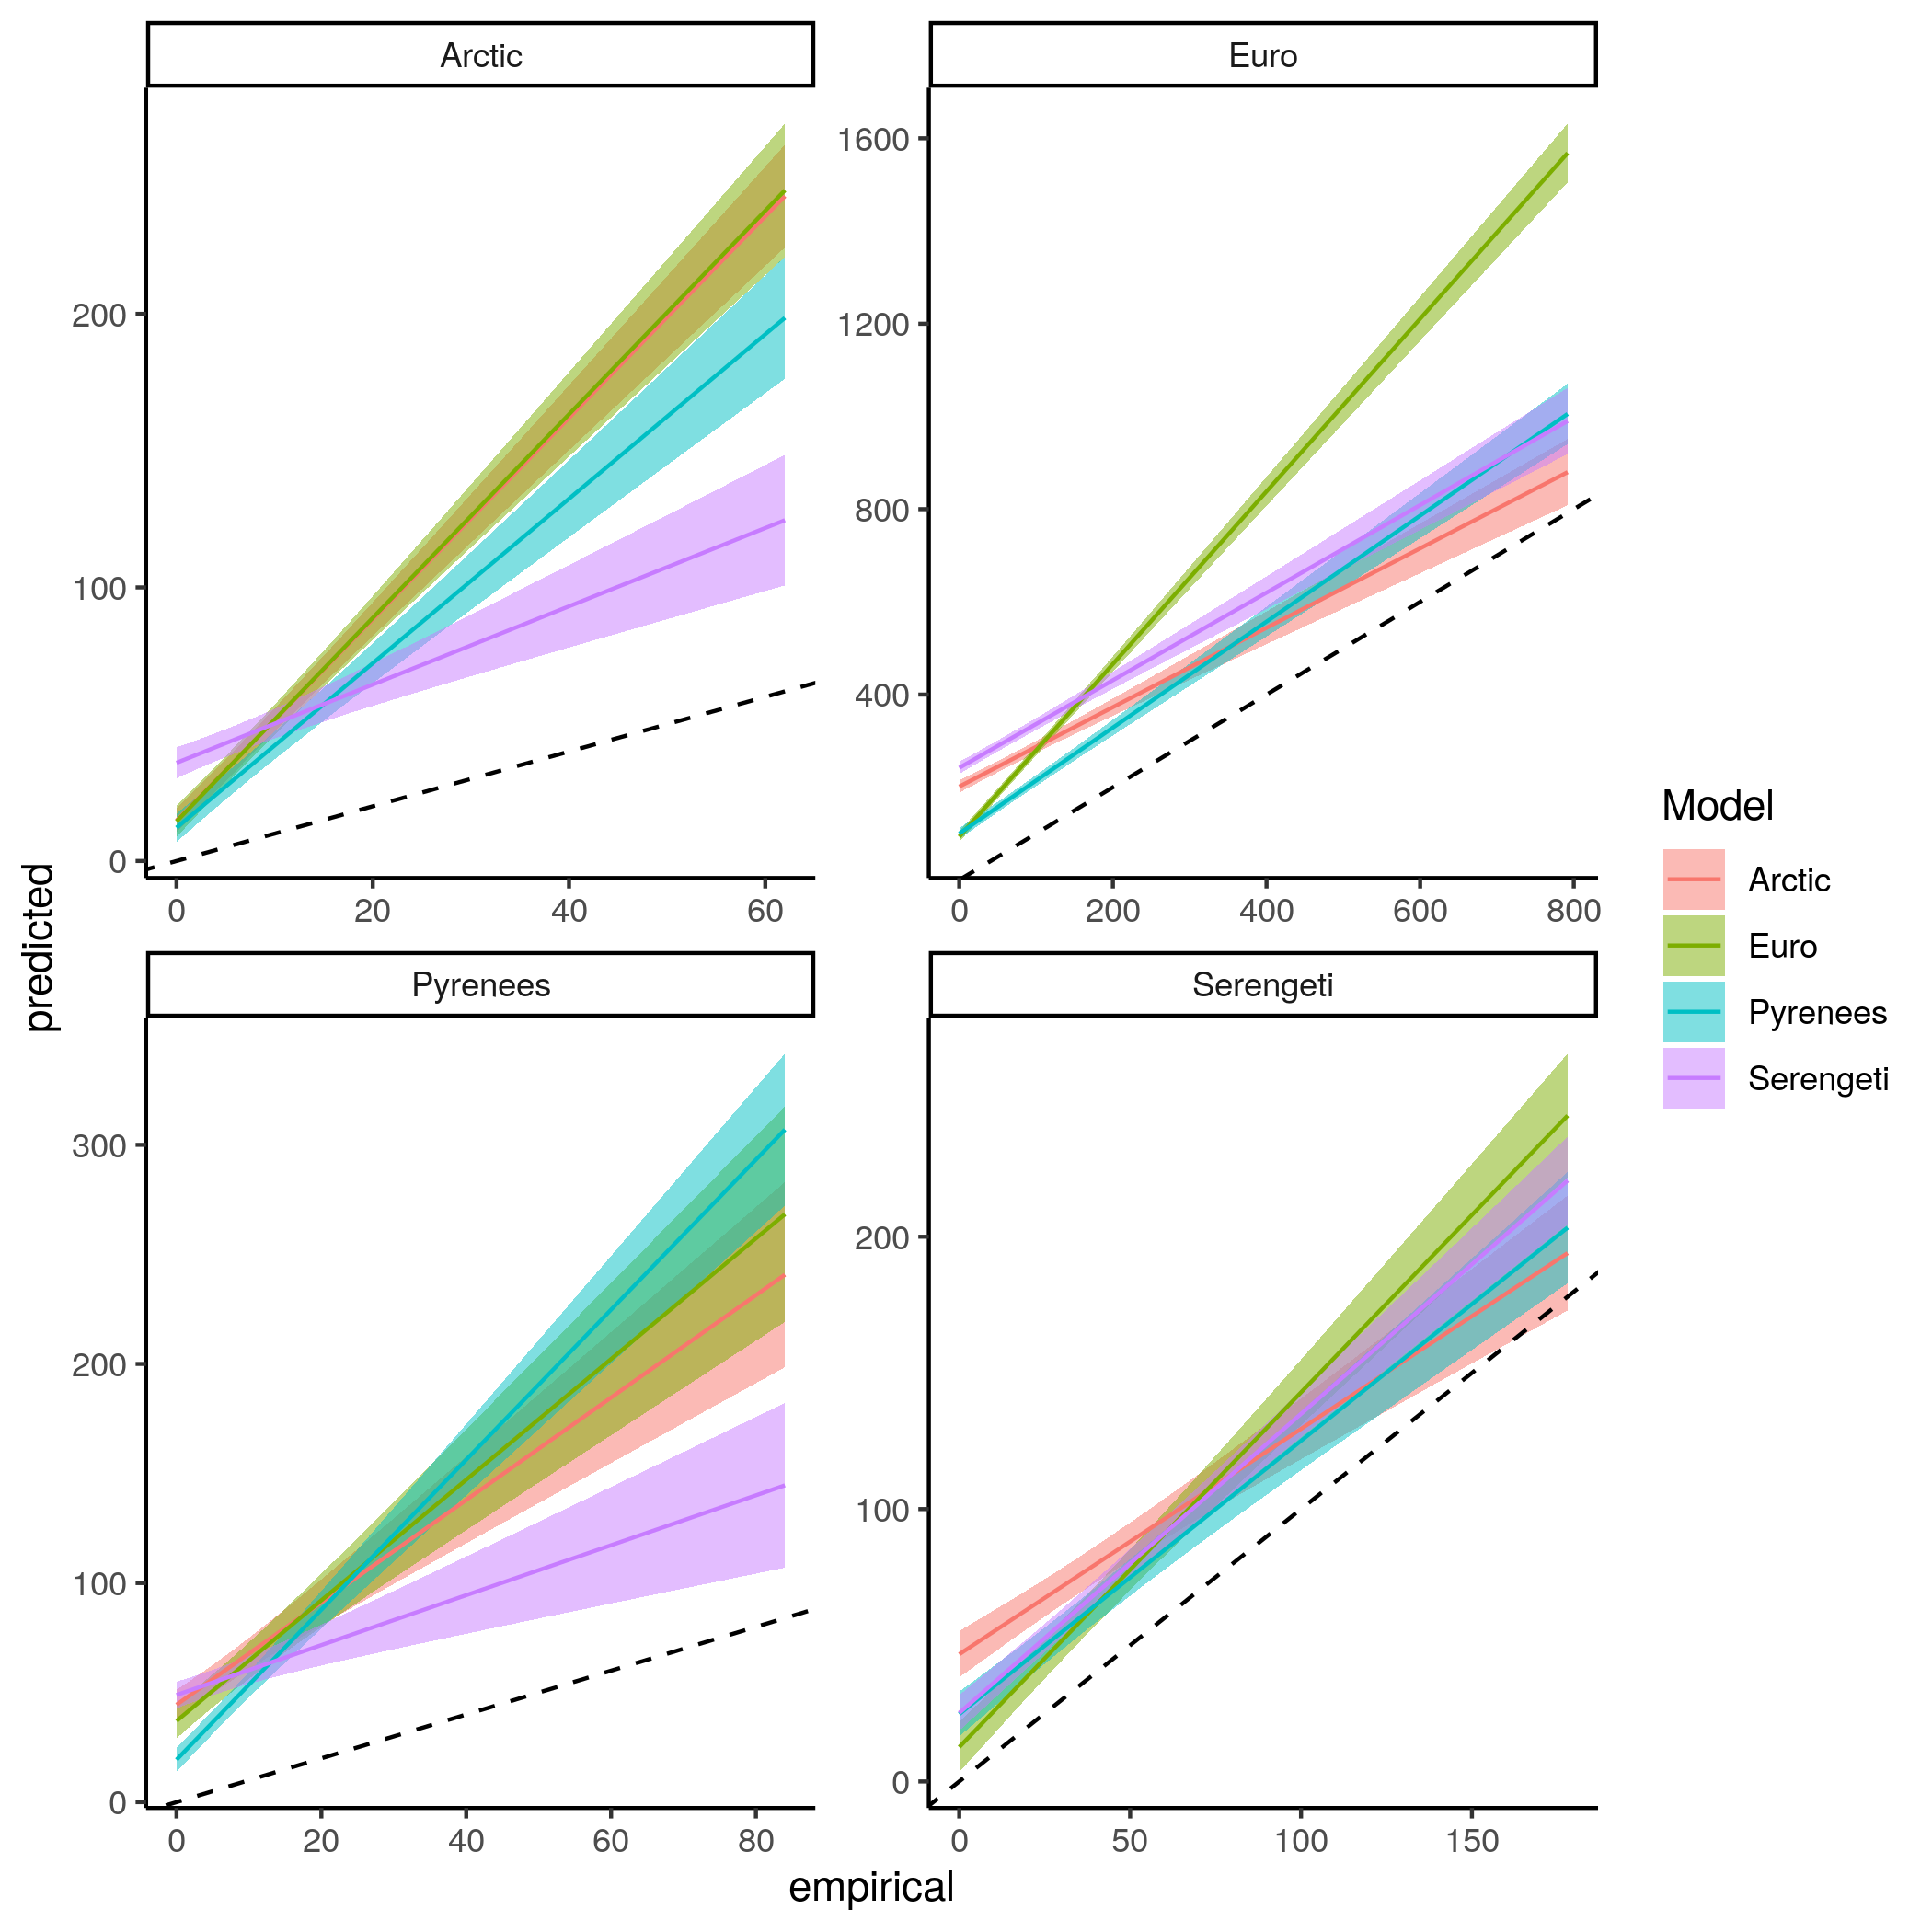 Arctic
Euro
200
100
0
0 20 40 60
1600
1200
800
400
0 200 400 600 800
Pyrenees
Serengeti
300
200
100
0
0 20 40 60 80
200
100
0
0 50 100 150
predicted
empirical
Model
Arctic
Euro
Pyrenees
Serengeti